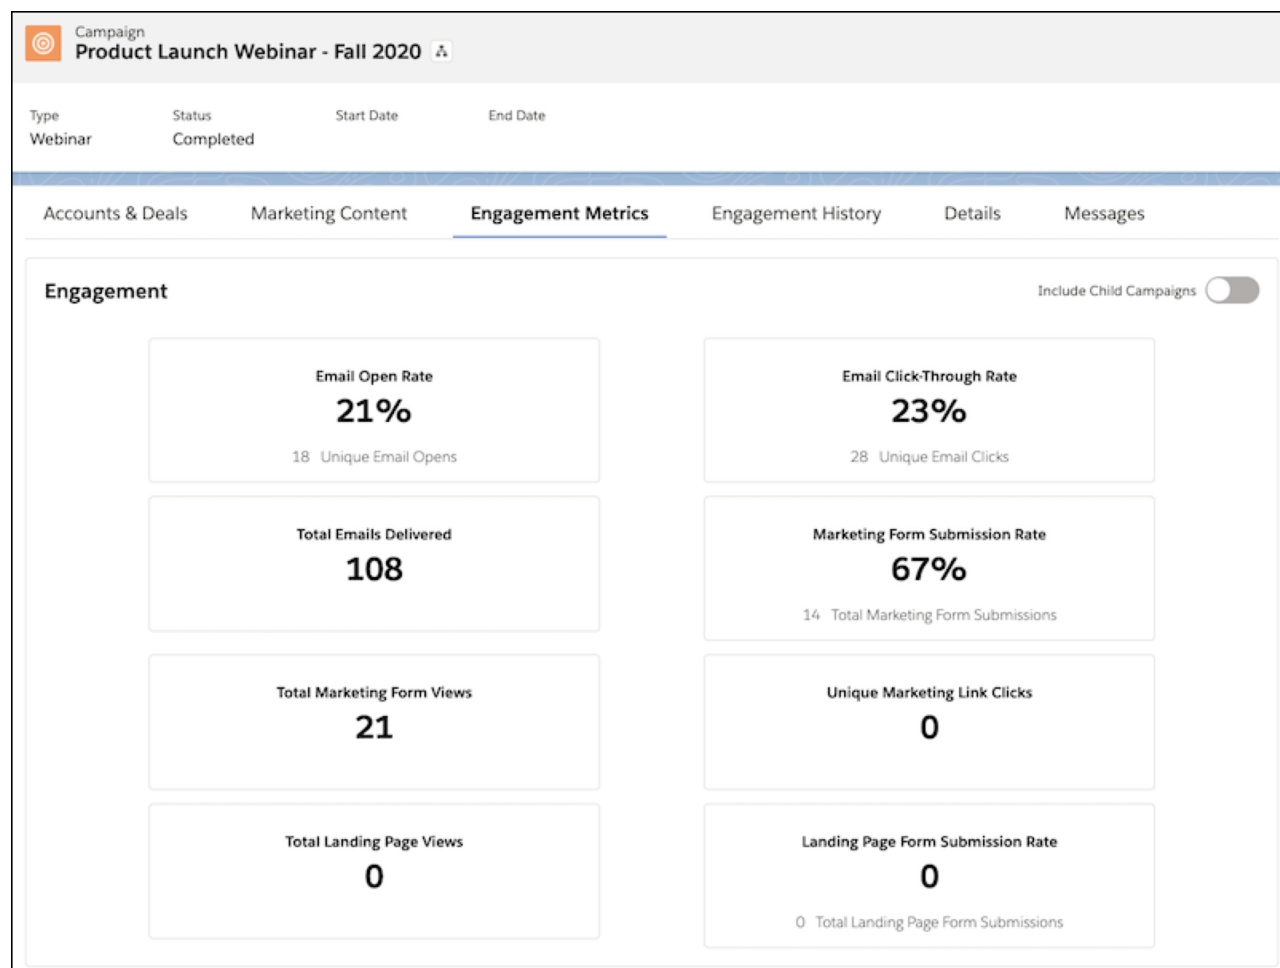 Campaign
Product Launch Webinar - Fall 2020
Type Status Start Date End Date
Webinar Completed
Accounts & Deals Marketing Content Engagement Metrics Engagement History Details Messages
Engagement Include Child Campaigns
Email Open Rate
21%
18 Unique Email Opens
Email Click-Through Rate
23%
28 Unique Email Clicks
Total Emails Delivered
108
Marketing Form Submission Rate
67%
14 Total Marketing Form Submissions
Total Marketing Form Views
21
Unique Marketing Link Clicks
0
Total Landing Page Views
0
Landing Page Form Submission Rate
0
0 Total Landing Page Form Submissions